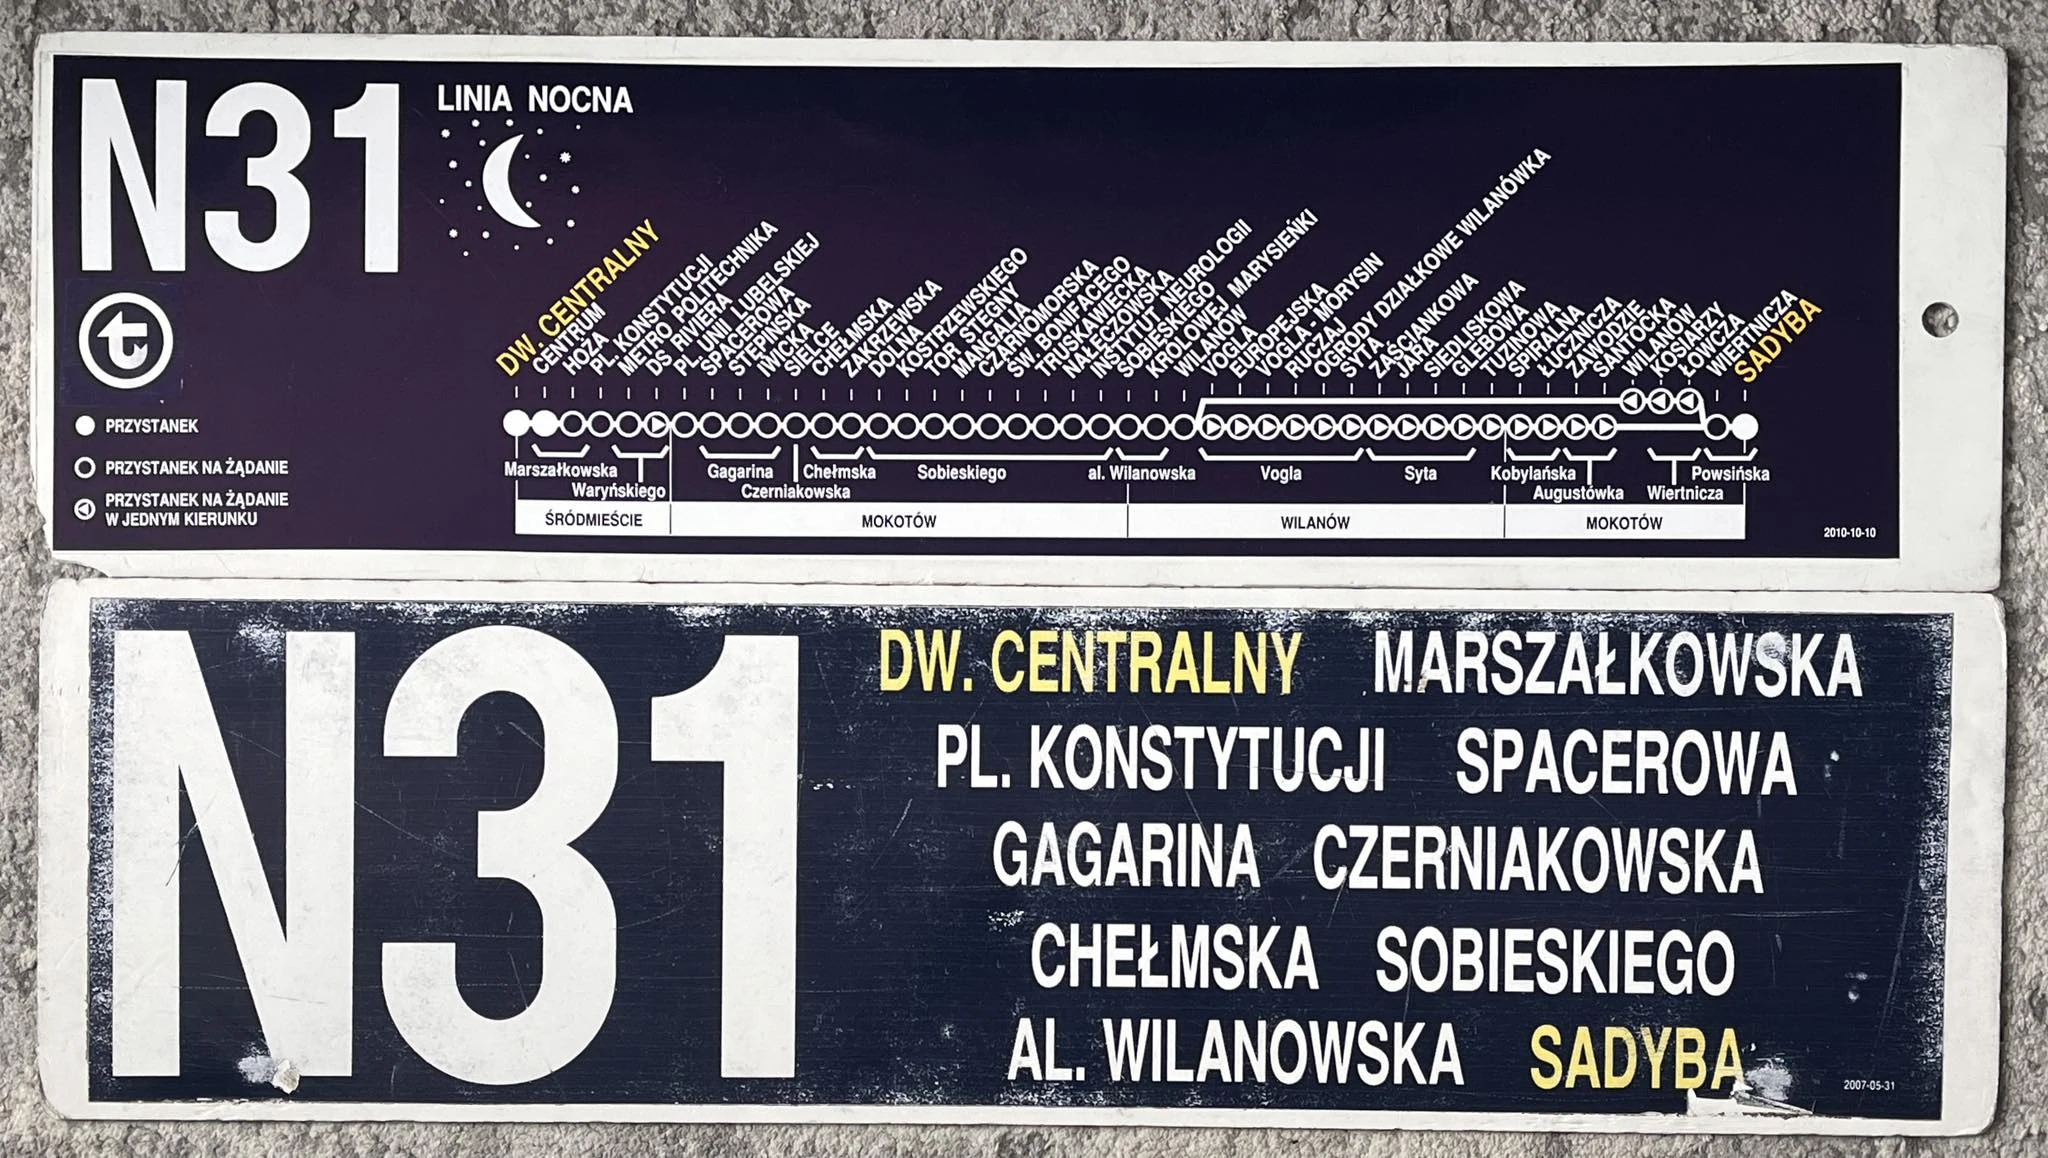 N31
LINIA NOCNA
DW. CENTRALNY
CENTRUM
HOŻA
PL. KONSTYTUCJI
METRO POLITECHNIKA
DS. RIVIERA
PL. UNII LUBELSKIEJ
SPACEROWA
STĘPIŃSKA
IWICKA
SIELCE
CHEŁMSKA
ZAKRZEWSKA
DOLNA
KOSTRZEWSKIEGO
TOR STEGNY
MANGALIA
CZARNOMORSKA
ŚW. BONIFACEGO
TRUSKAWIECKA
NAŁĘCZOWSKA
INSTYTUT NEUROLOGII
SOBIESKIEGO
KRÓLOWEJ MARYSIEŃKI
WILANÓW
VOGLA
EUROPEJSKA
VOGLA - MORYSIN
RUCZAJ
OGRODY DZIAŁKOWE WILANÓWKA
SYTA
ZAŚCIANKOWA
JARA
SIEDLISKOWA
GLEBOWA
TUZINOWA
SPIRALNA
ŁUCZNICZA
ZAWODZIE
SANTOCKA
WILANÓW
KOSIARZY
ŁOWCZA
WIERTNICZA
SADYBA
t
PRZYSTANEK
PRZYSTANEK NA ŻĄDANIE
PRZYSTANEK NA ŻĄDANIE
W JEDNYM KIERUNKU
Marszałkowska Gagarina Chełmska Sobieskiego al. Wilanowska Vogla Syta Kobylańska Powsińska
Waryńskiego Czerniakowska Augustówka Wiertnicza
ŚRÓDMIEŚCIE MOKOTÓW WILANÓW MOKOTÓW
2010-10-10
N31
DW. CENTRALNY MARSZAŁKOWSKA
PL. KONSTYTUCJI SPACEROWA
GAGARINA CZERNIAKOWSKA
CHEŁMSKA SOBIESKIEGO
AL. WILANOWSKA SADYBA
2007-05-31